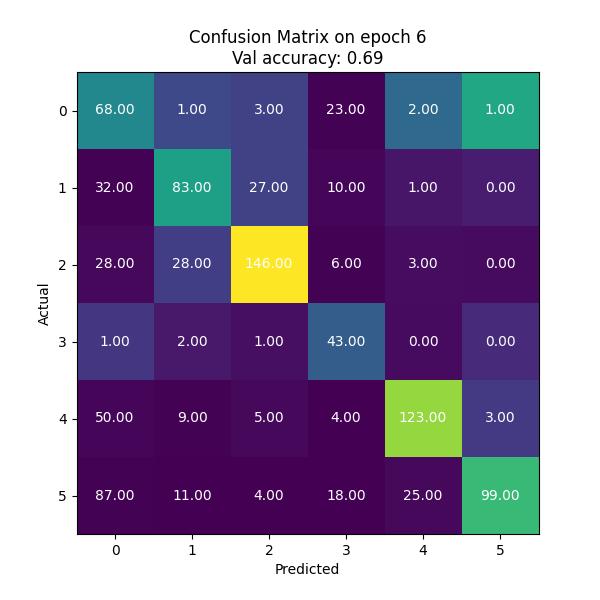 Confusion Matrix on epoch 6
Val accuracy: 0.69
0 68.00 1.00 3.00 23.00 2.00 1.00
1 32.00 83.00 27.00 10.00 1.00 0.00
2 28.00 28.00 146.00 6.00 3.00 0.00
Actual
3 1.00 2.00 1.00 43.00 0.00 0.00
4 50.00 9.00 5.00 4.00 123.00 3.00
5 87.00 11.00 4.00 18.00 25.00 99.00
0 1 2 3 4 5
Predicted